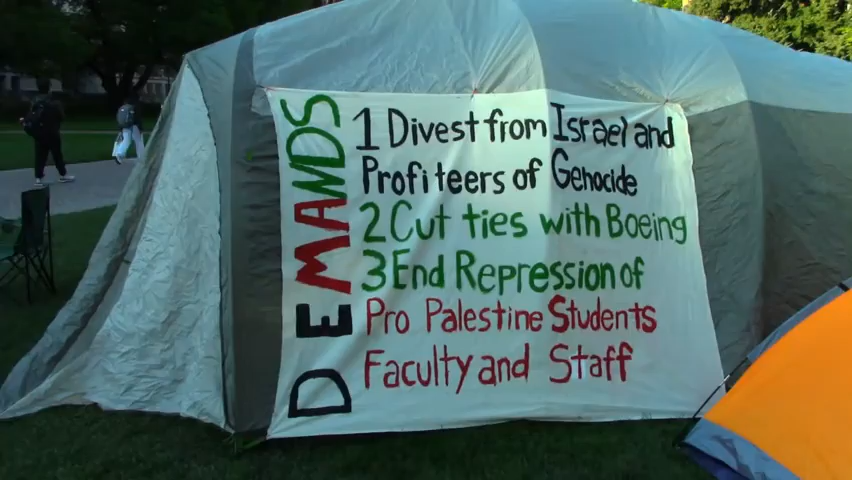 DEMANDS
1 Divest from Israel and
Profiteers of Genocide
2 Cut ties with Boeing
3 End Repression of
Pro Palestine Students
Faculty and Staff